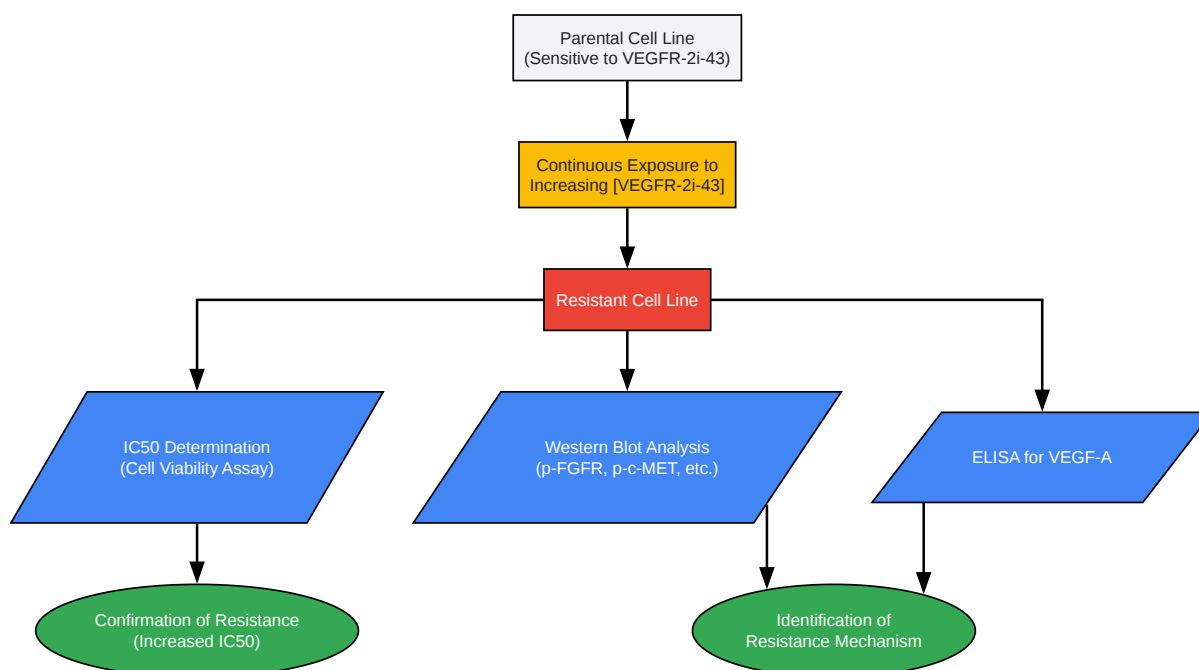 Parental Cell Line
(Sensitive to VEGFR-2i-43)
Continuous Exposure to
Increasing [VEGFR-2i-43]
Resistant Cell Line
IC50 Determination
(Cell Viability Assay)
Western Blot Analysis
(p-FGFR, p-c-MET, etc.)
ELISA for VEGF-A
Confirmation of Resistance
(Increased IC50)
Identification of
Resistance Mechanism